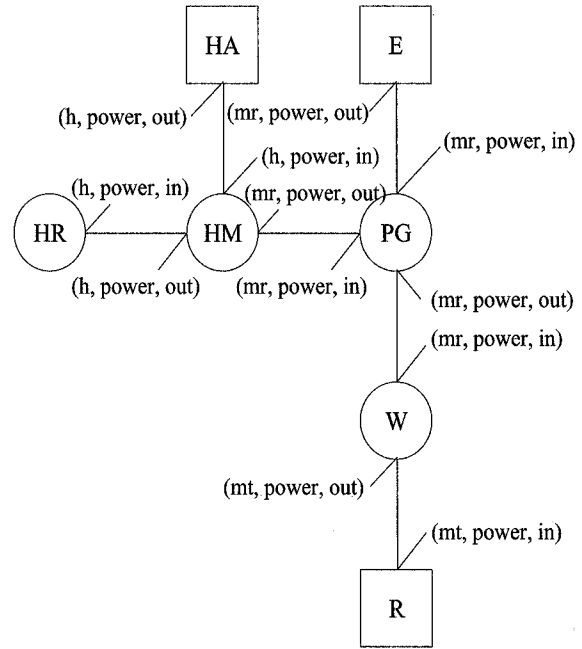 HA
E
(h, power, out)
(mr, power, out)
(mr, power, in)
(h, power, in)
(h, power, in)
(mr, power, out)
HR
HM
PG
(h, power, out)
(mr, power, in)
(mr, power, out)
(mr, power, in)
W
(mt, power, out)
(mt, power, in)
R